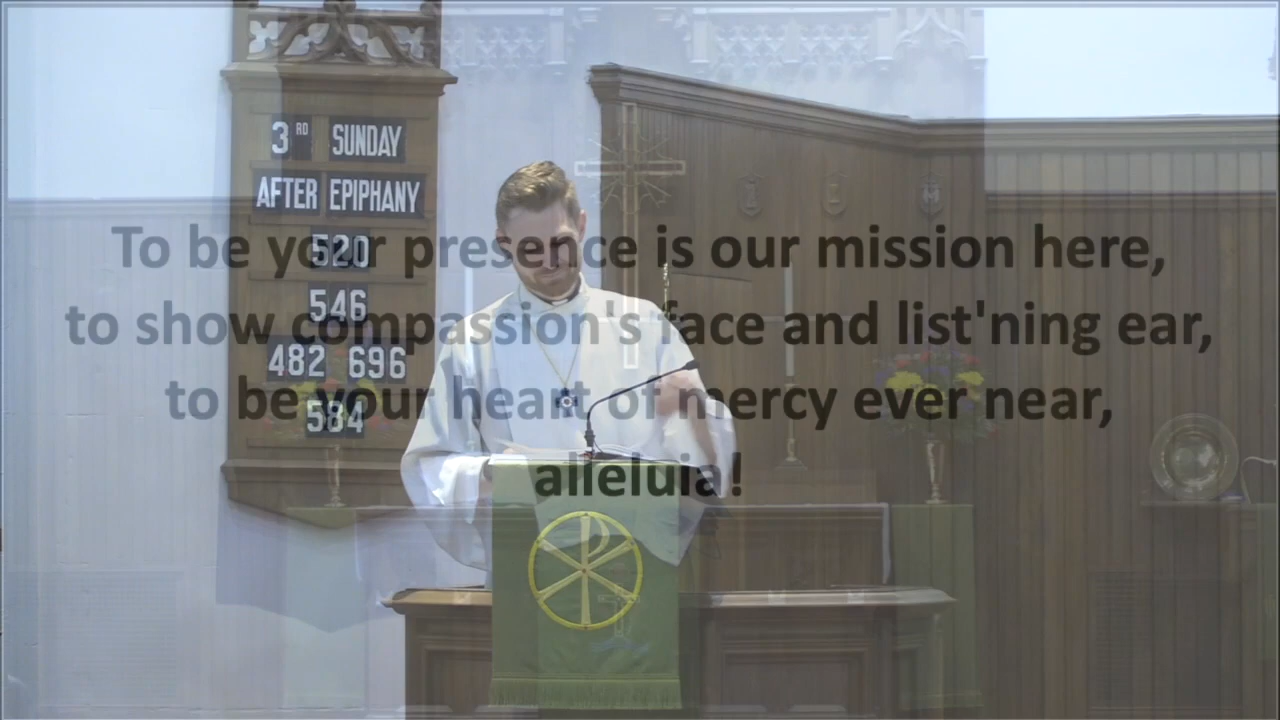 3RD SUNDAY
AFTER EPIPHANY
520
546
482 696
584
To be your presence is our mission here,
to show compassion's face and list'ning ear,
to be your heart of mercy ever near,
alleluia!